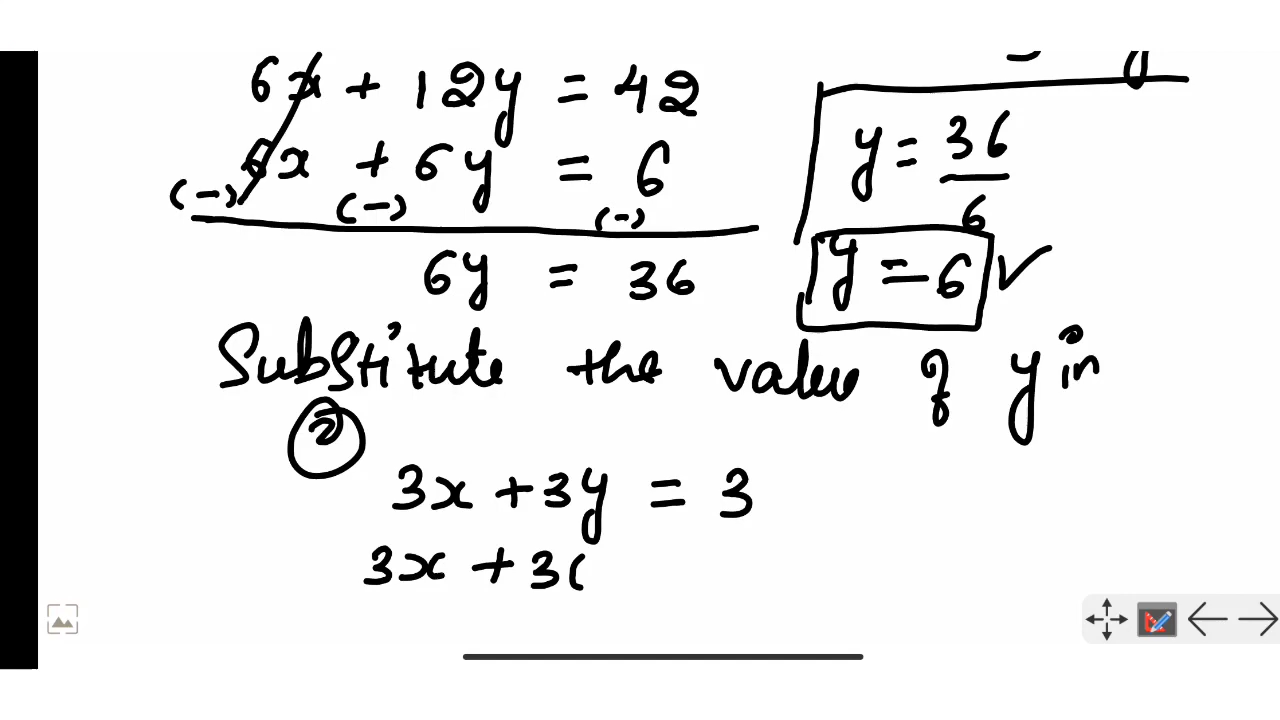 6x + 12y = 42
6x + 6y = 6
(-) (-) (-)
6y = 36
y = 36/6
y = 6 ✓
Substitute the value of y in
②
3x + 3y = 3
3x + 3(